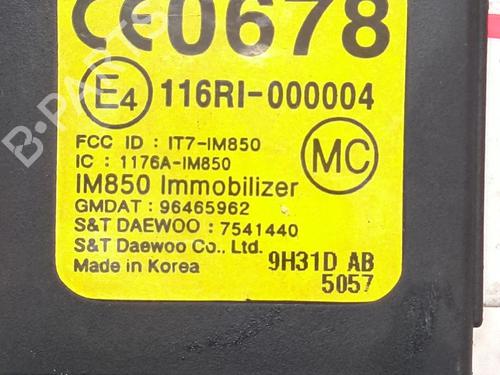 CE0678
E4 116RI-000004
FCC ID : IT7-IM850
IC : 1176A-IM850
MC
IM850 Immobilizer
GMDAT : 96465962
S&T DAEWOO : 7541440
S&T Daewoo Co., Ltd.
Made in Korea
9H31D AB
5057
B-PARTS